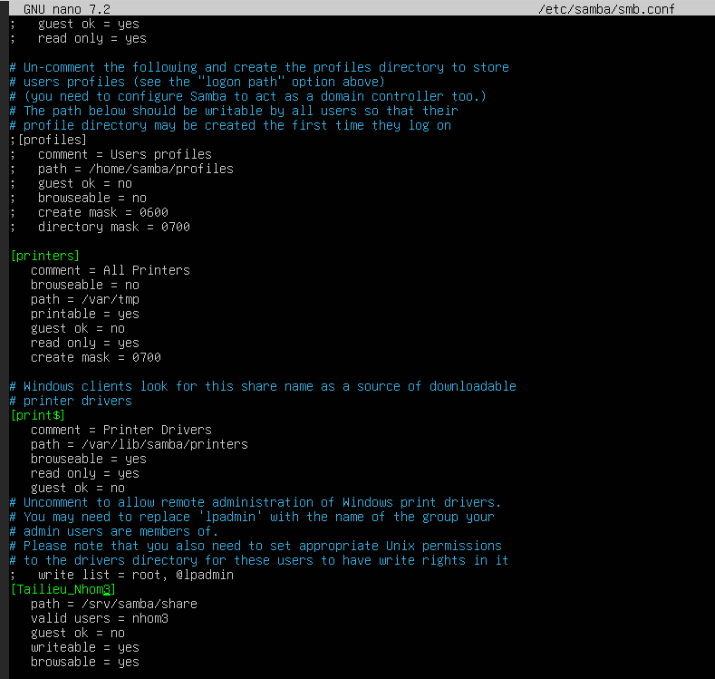 GNU nano 7.2 /etc/samba/smb.conf
;   guest ok = yes
;   read only = yes

# Un-comment the following and create the profiles directory to store
# users profiles (see the "logon path" option above)
# (you need to configure Samba to act as a domain controller too.)
# The path below should be writable by all users so that their
# profile directory may be created the first time they log on
;[profiles]
;   comment = Users profiles
;   path = /home/samba/profiles
;   guest ok = no
;   browseable = no
;   create mask = 0600
;   directory mask = 0700

[printers]
   comment = All Printers
   browseable = no
   path = /var/tmp
   printable = yes
   guest ok = no
   read only = yes
   create mask = 0700

# Windows clients look for this share name as a source of downloadable
# printer drivers
[print$]
   comment = Printer Drivers
   path = /var/lib/samba/printers
   browseable = yes
   read only = yes
   guest ok = no
# Uncomment to allow remote administration of Windows print drivers.
# You may need to replace 'lpadmin' with the name of the group your
# admin users are members of.
# Please note that you also need to set appropriate Unix permissions
# to the drivers directory for these users to have write rights in it
;   write list = root, @lpadmin
[Tailieu_Nhom3]
   path = /srv/samba/share
   valid users = nhom3
   guest ok = no
   writeable = yes
   browsable = yes